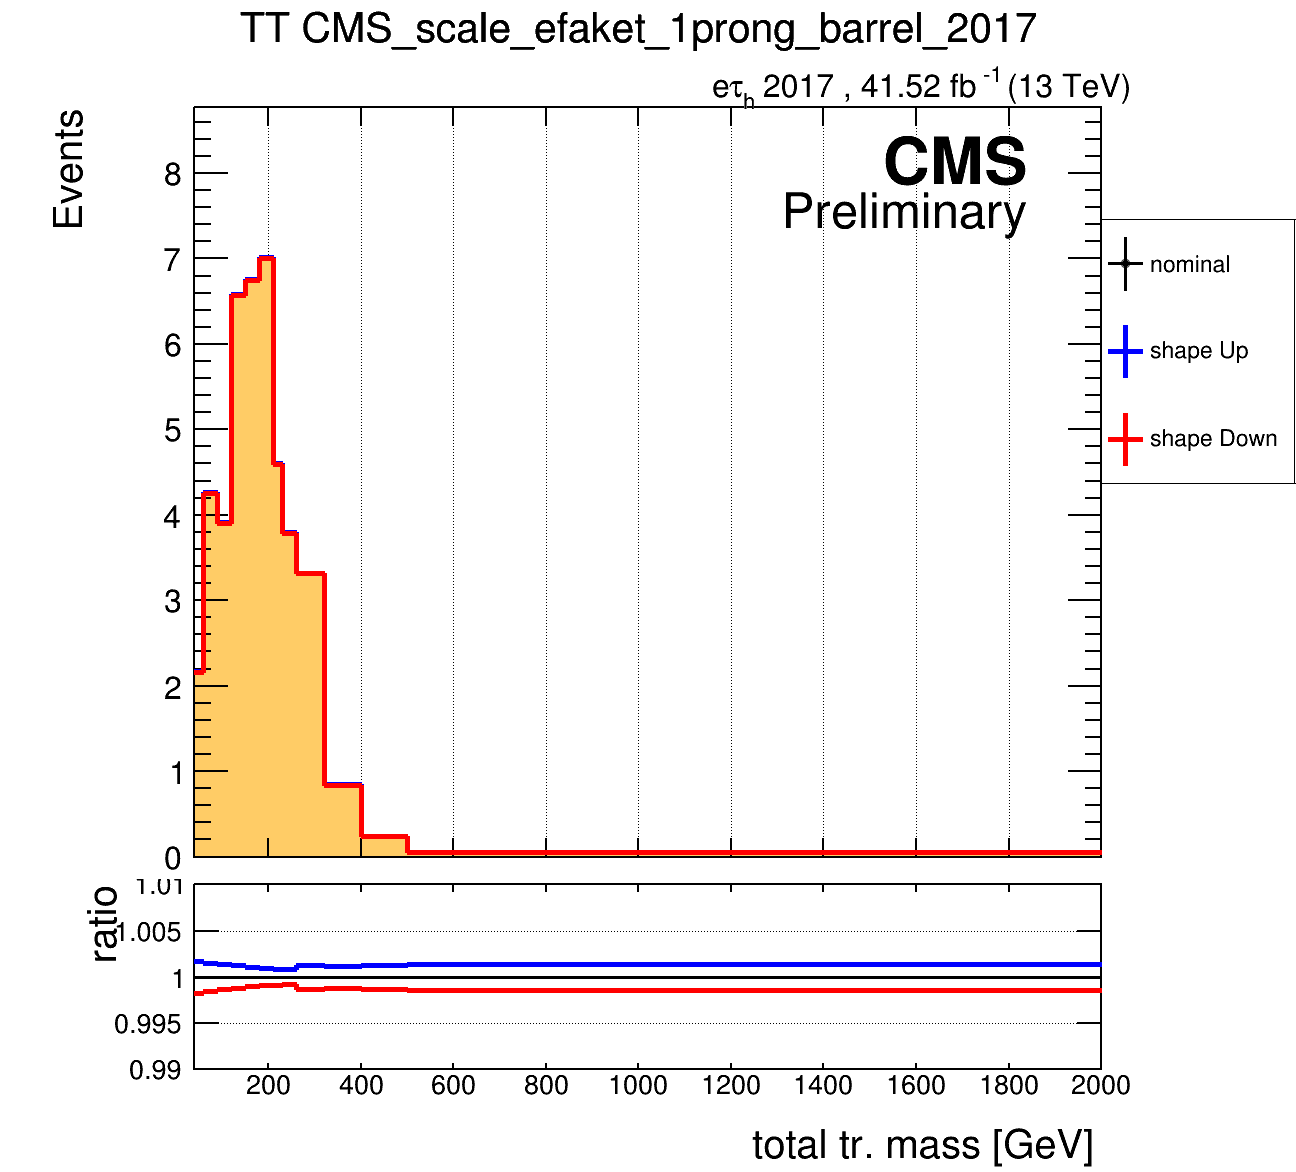 TT CMS_scale_efaket_1prong_barrel_2017
eτh 2017 , 41.52 fb -1 (13 TeV)
Events
CMS
Preliminary
8
7
6
5
4
3
2
1
0
nominal
shape Up
shape Down
ratio
1.01
1.005
1
0.995
0.99
200 400 600 800 1000 1200 1400 1600 1800 2000
total tr. mass [GeV]